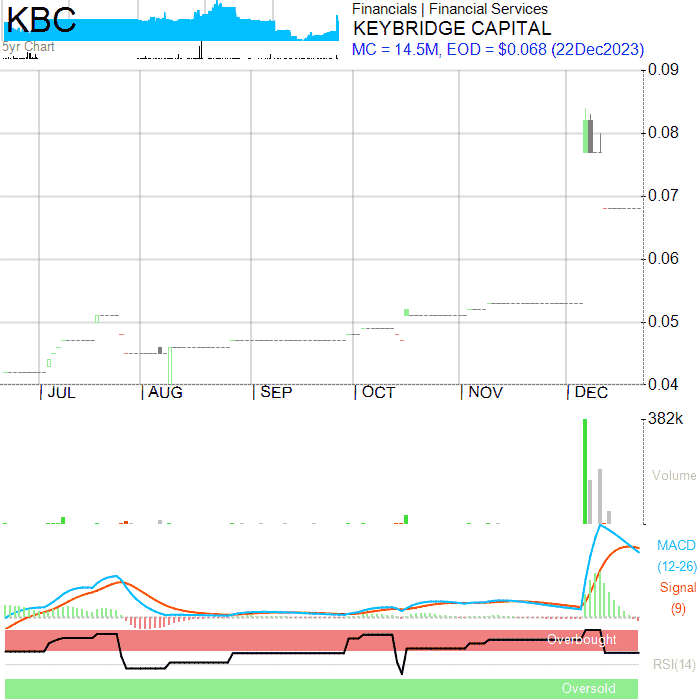 KBC
5yr Chart
Financials | Financial Services
KEYBRIDGE CAPITAL
MC = 14.5M, EOD = $0.068 (22Dec2023)
0.09
0.08
0.07
0.06
0.05
0.04
JUL
AUG
SEP
OCT
NOV
DEC
382k
Volume
MACD
(12-26)
Signal
(9)
Overbought
RSI(14)
Oversold